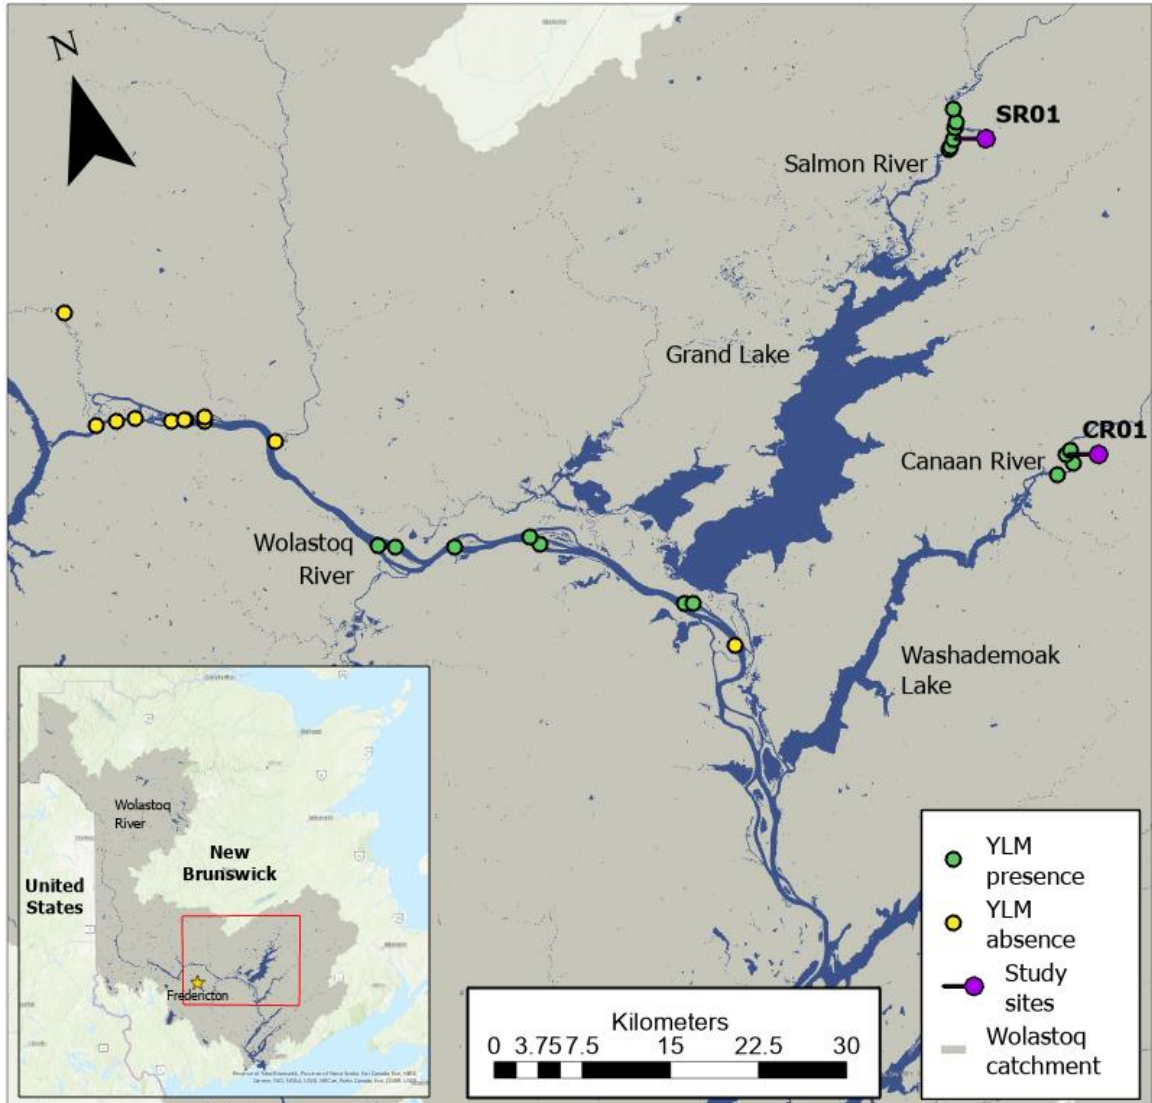 N
SR01
Salmon River
Grand Lake
CR01
Canaan River
Wolastoq
River
Washademoak
Lake
Wolastoq
River
New
Brunswick
United
States
Fredericton
Kilometers
0 3.75 7.5 15 22.5 30
YLM
presence
YLM
absence
Study
sites
Wolastoq
catchment